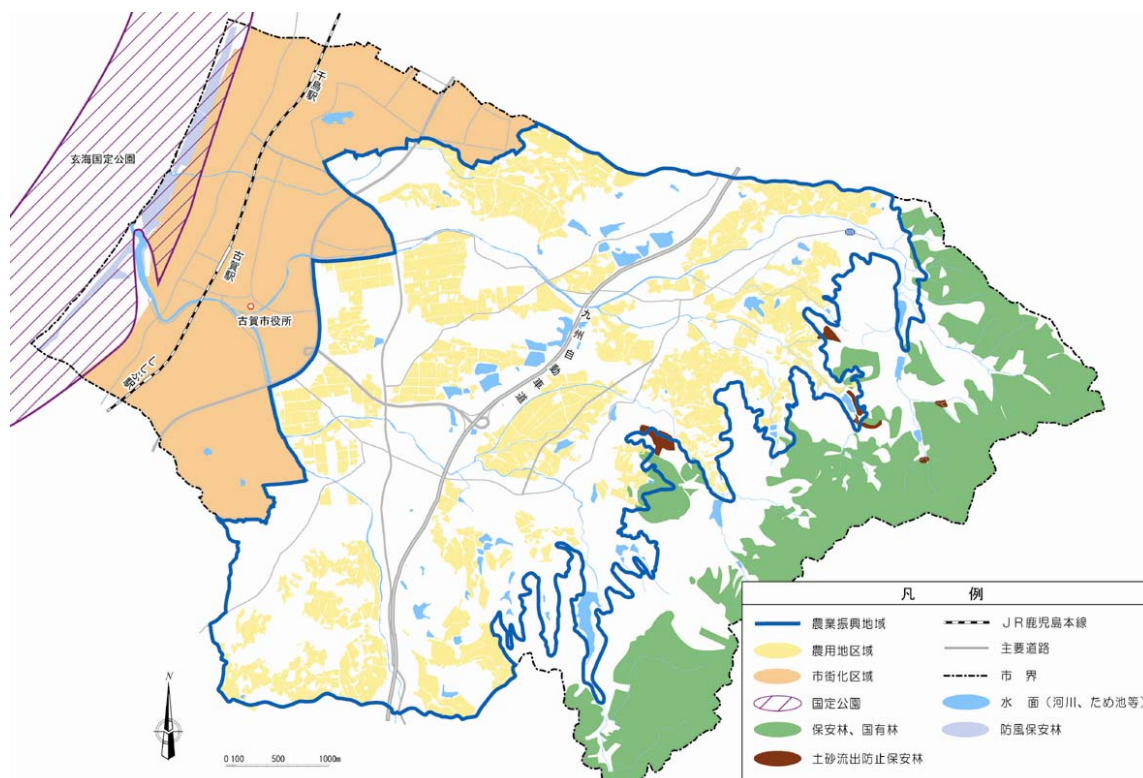 千鳥駅
玄海国定公園
古賀駅
古賀市役所
ししぶ駅
九州自動車道
0 100 500 1000m
凡 例
農業振興地域
農用地区域
市街化区域
国定公園
保安林、国有林
土砂流出防止保安林
JR鹿児島本線
主要道路
市 界
水 面（河川、ため池等）
防風保安林